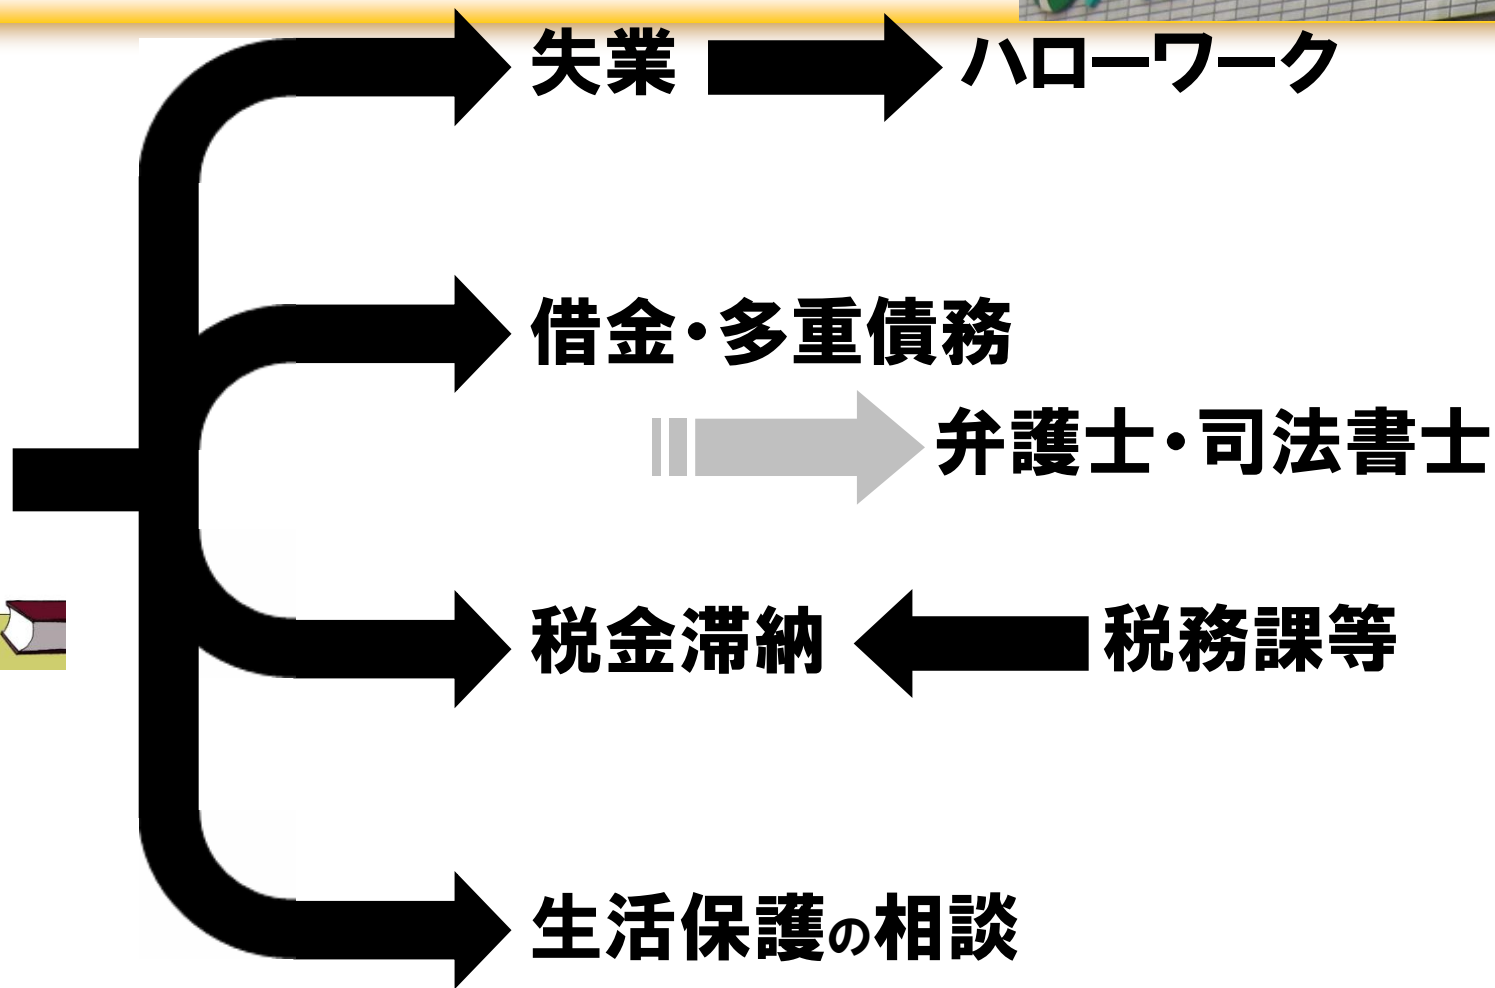 失業 ハローワーク
借金・多重債務
弁護士・司法書士
税金滞納 税務課等
生活保護の相談